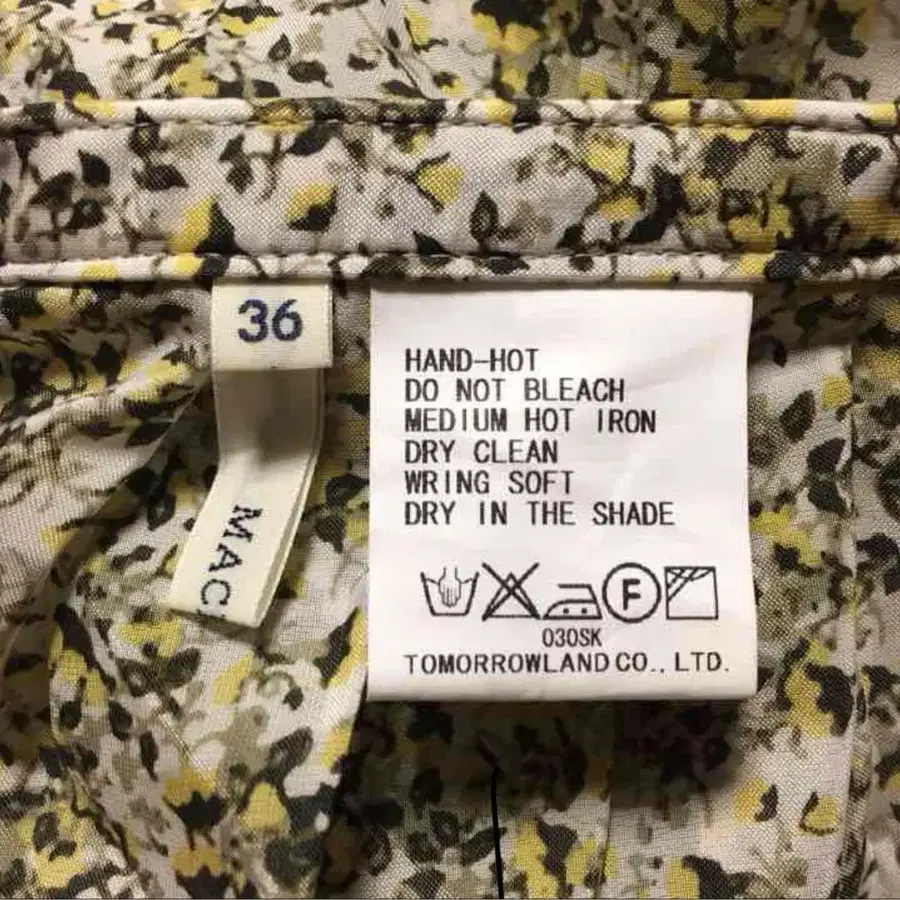 36
MAC
HAND-HOT
DO NOT BLEACH
MEDIUM HOT IRON
DRY CLEAN
WRING SOFT
DRY IN THE SHADE
F
030SK
TOMORROWLAND CO., LTD.